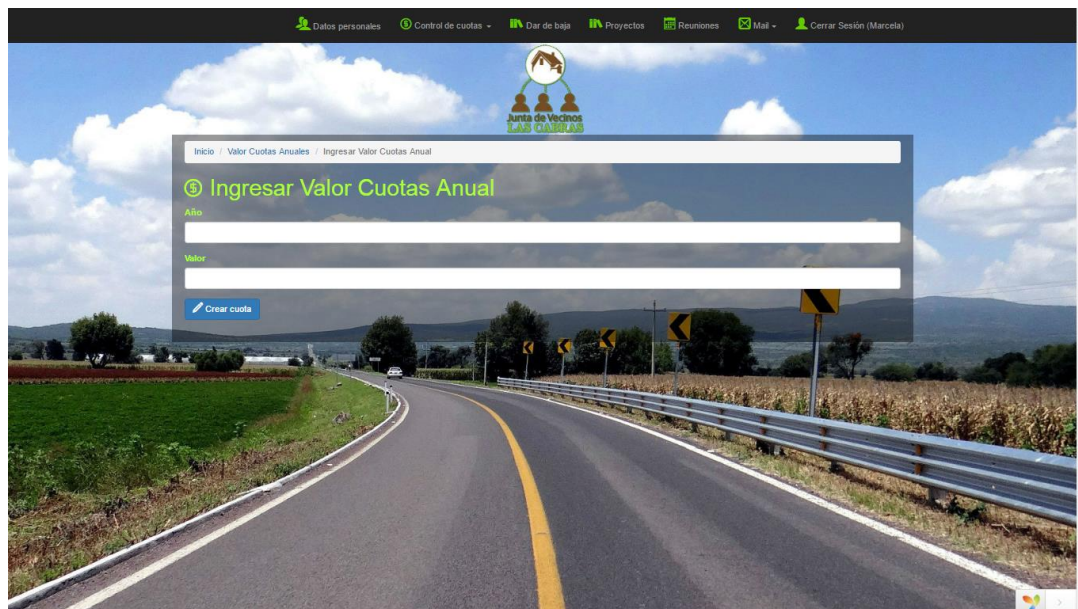 Datos personales Control de cuotas Dar de baja Proyectos Reuniones Mail Cerrar Sesión (Marcela)
Junta de Vecinos
LAS CABRAS
Inicio / Valor Cuotas Anuales / Ingresar Valor Cuotas Anual
Ingresar Valor Cuotas Anual
Año
Valor
Crear cuota